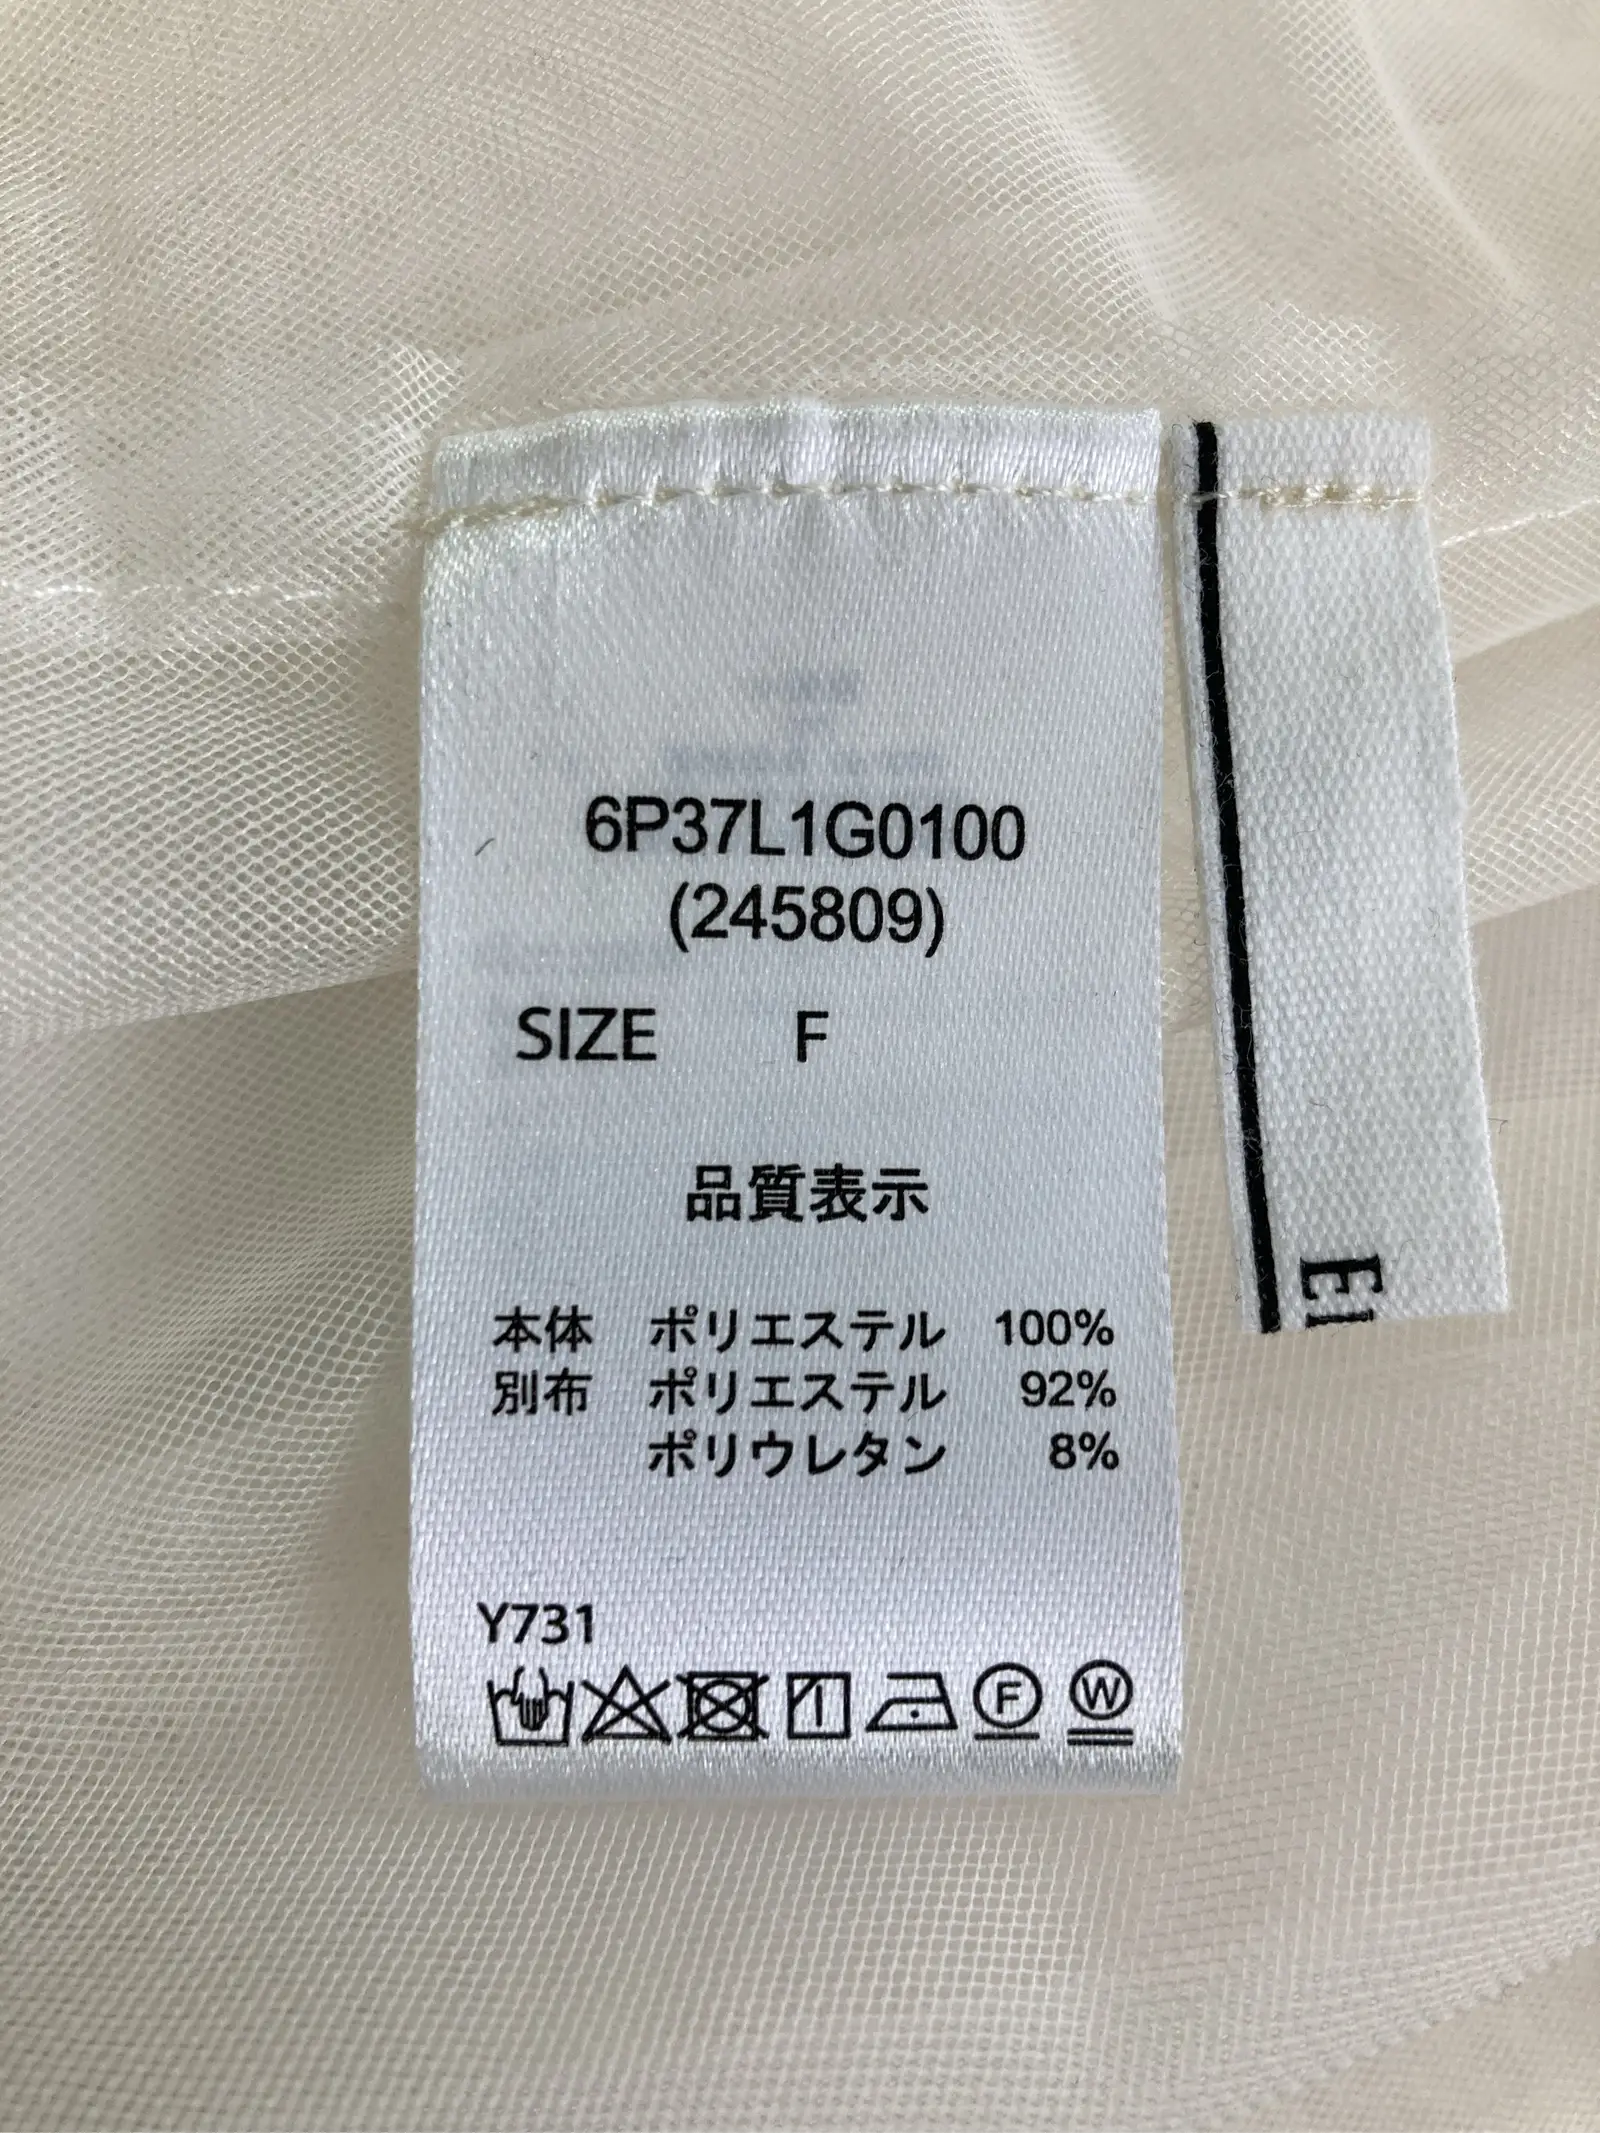 6P37L1G0100
(245809)
SIZE F
品質表示
本体 ポリエステル 100%
別布 ポリエステル 92%
ポリウレタン 8%
Y731
F W